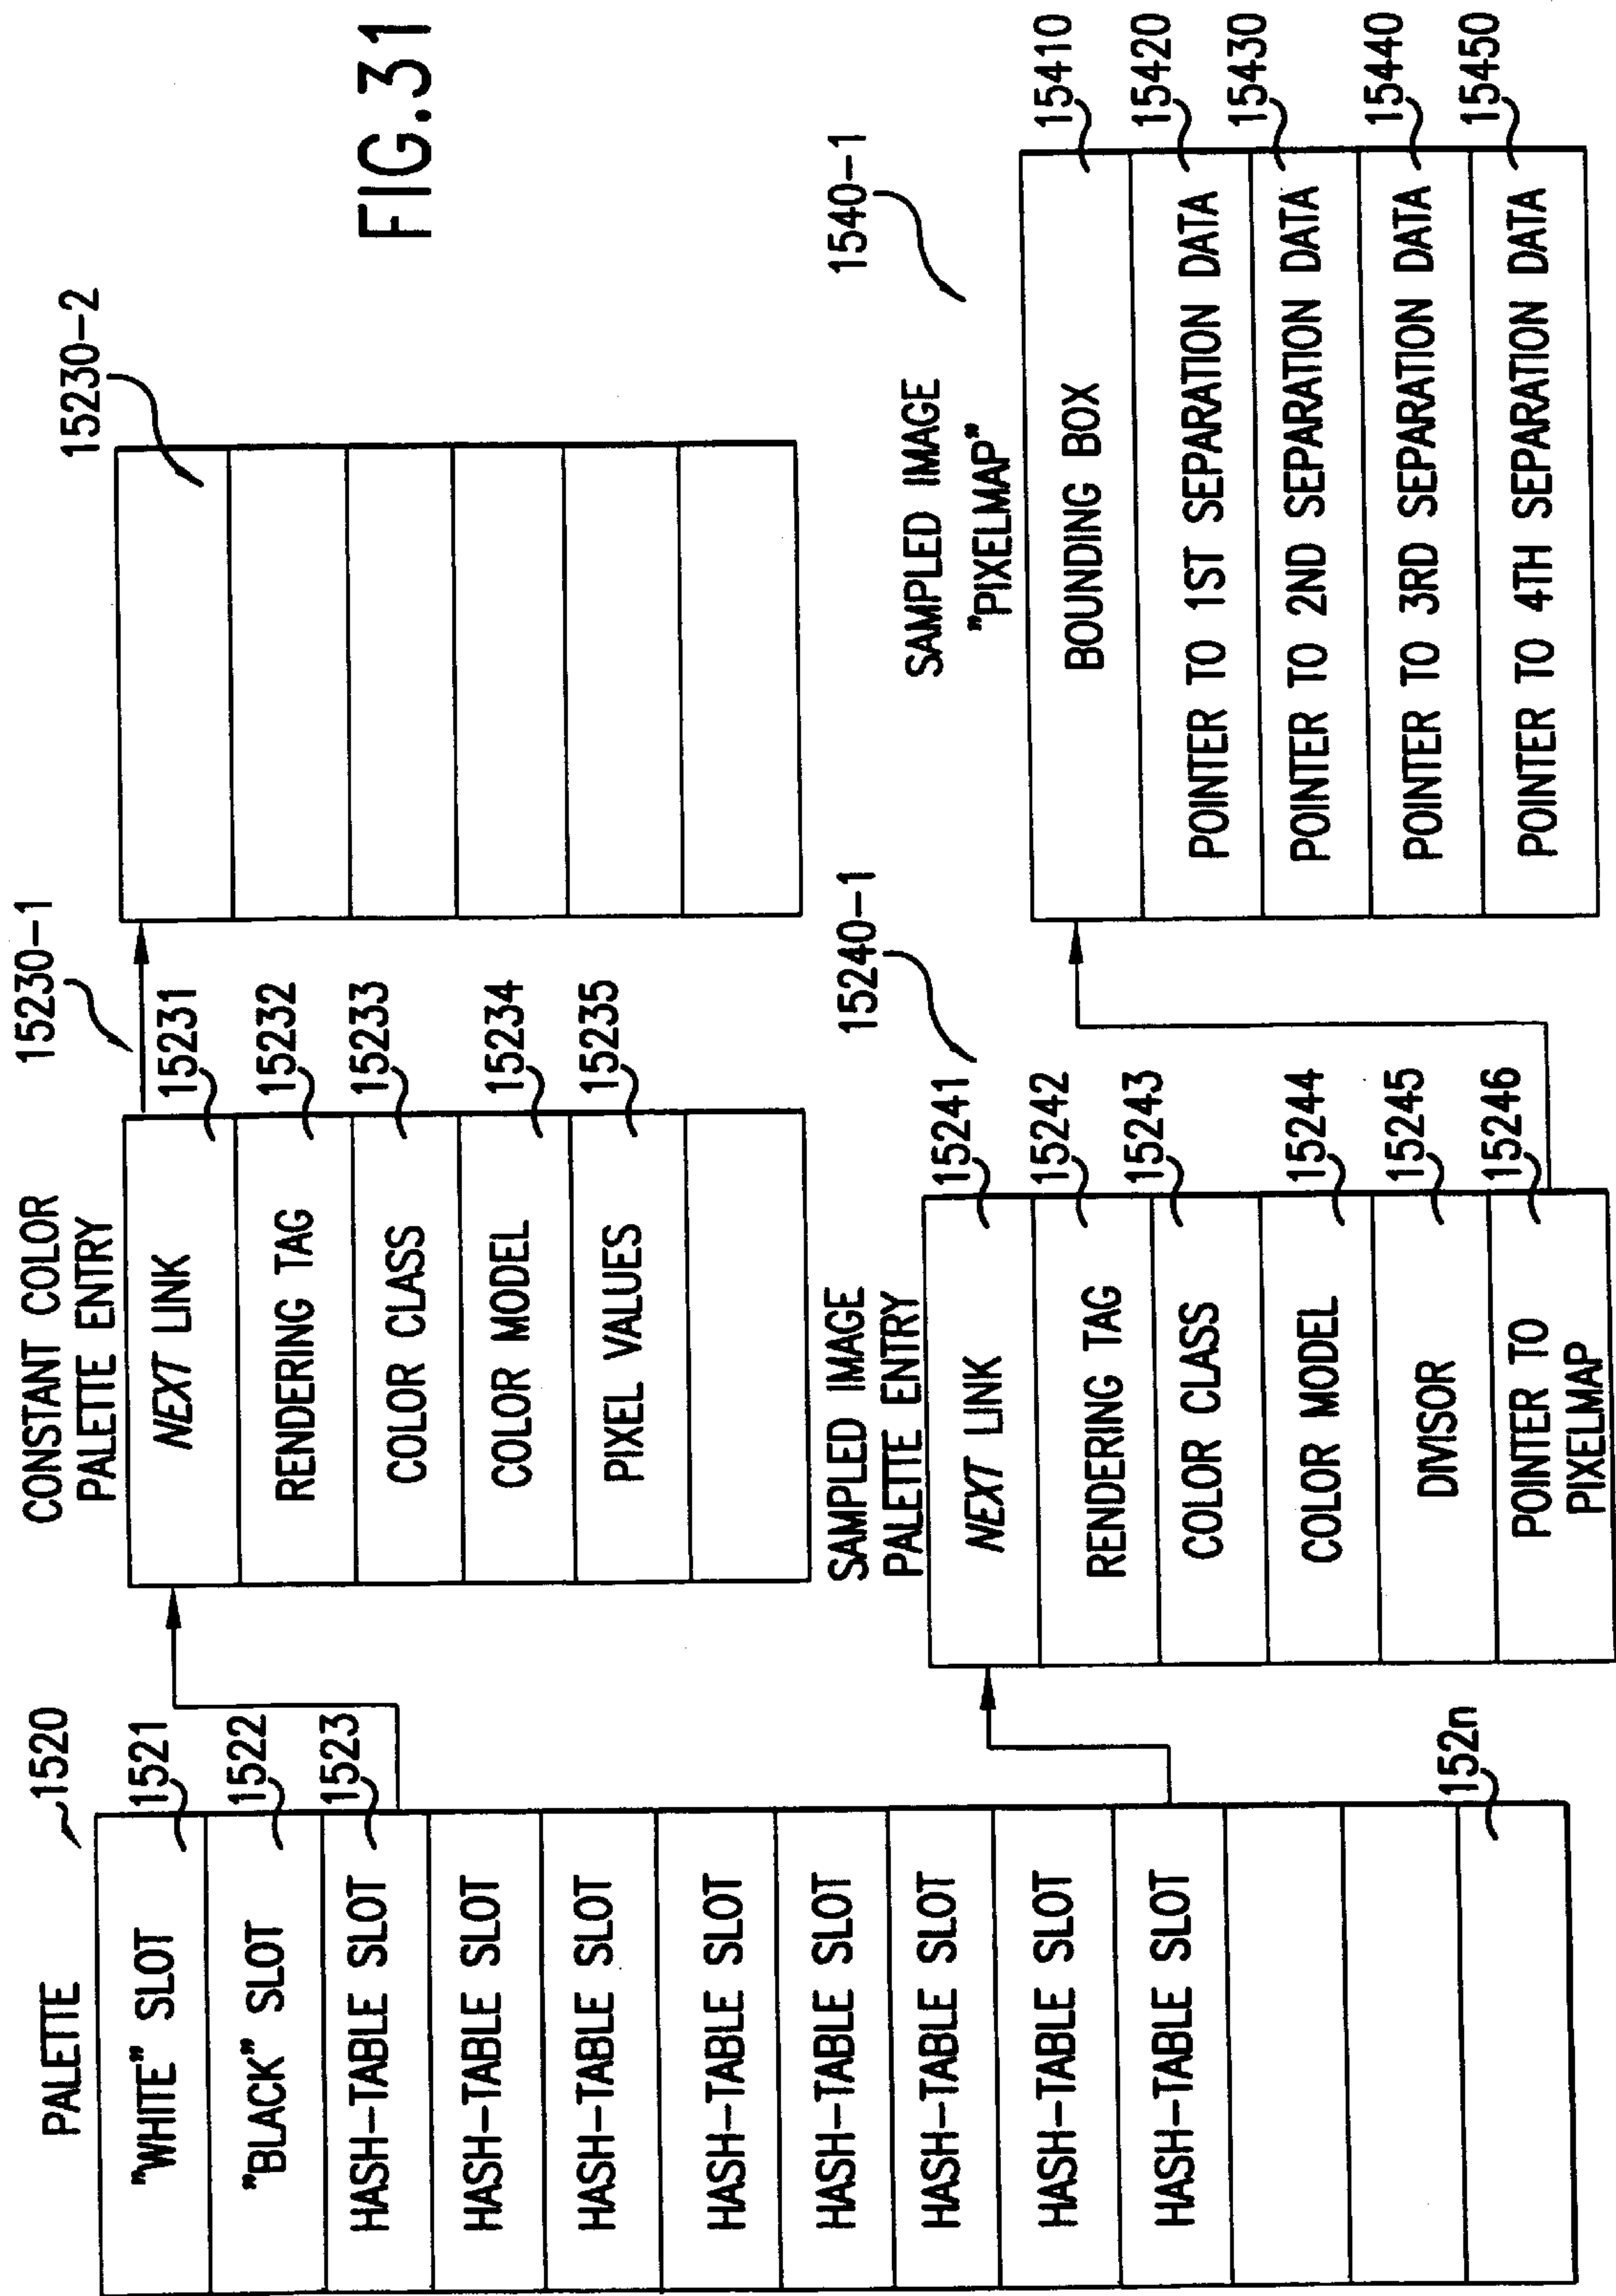 FIG.31
PALETTE
1520
"WHITE" SLOT
1521
"BLACK" SLOT
1522
HASH-TABLE SLOT
1523
HASH-TABLE SLOT
HASH-TABLE SLOT
HASH-TABLE SLOT
HASH-TABLE SLOT
HASH-TABLE SLOT
HASH-TABLE SLOT
HASH-TABLE SLOT
152n
CONSTANT COLOR
PALETTE ENTRY
15230-1
NEXT LINK
15231
RENDERING TAG
15232
COLOR CLASS
15233
COLOR MODEL
15234
PIXEL VALUES
15235
15230-2
SAMPLED IMAGE
PALETTE ENTRY
15240-1
NEXT LINK
15241
RENDERING TAG
15242
COLOR CLASS
15243
COLOR MODEL
15244
DIVISOR
15245
POINTER TO
PIXELMAP
15246
SAMPLED IMAGE
"PIXELMAP"
1540-1
BOUNDING BOX
15410
POINTER TO 1ST SEPARATION DATA
15420
POINTER TO 2ND SEPARATION DATA
15430
POINTER TO 3RD SEPARATION DATA
15440
POINTER TO 4TH SEPARATION DATA
15450